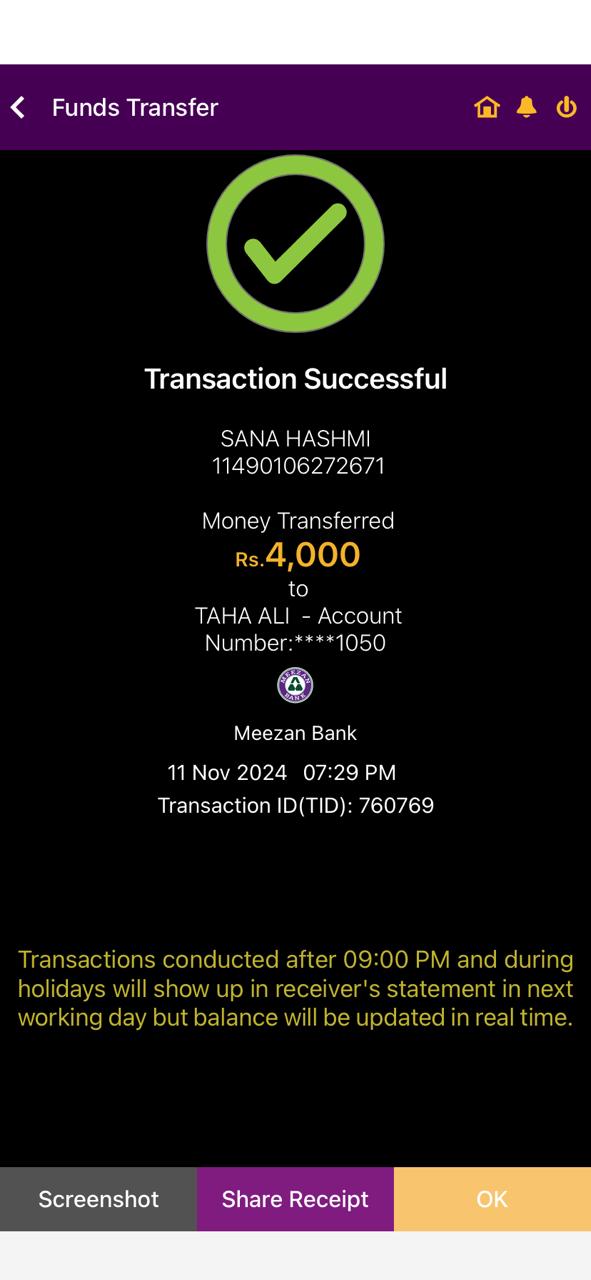 Funds Transfer
Transaction Successful
SANA HASHMI
11490106272671
Money Transferred
Rs.4,000
to
TAHA ALI - Account
Number:****1050
MEEZAN BANK
Meezan Bank
11 Nov 2024 07:29 PM
Transaction ID(TID): 760769
Transactions conducted after 09:00 PM and during
holidays will show up in receiver's statement in next
working day but balance will be updated in real time.
Screenshot Share Receipt OK